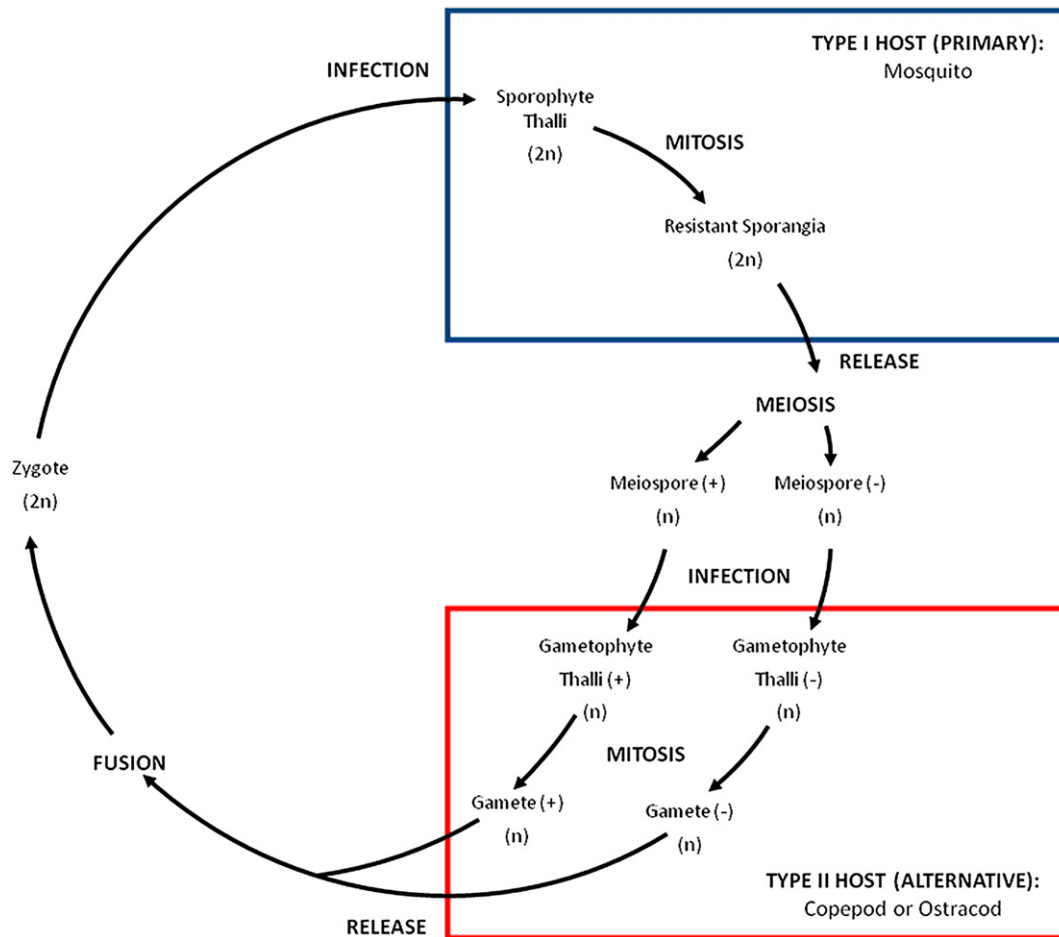 TYPE I HOST (PRIMARY):
Mosquito
INFECTION
Sporophyte
Thalli
(2n)
MITOSIS
Resistant Sporangia
(2n)
RELEASE
MEIOSIS
Zygote
(2n)
Meiospore (+)
(n)
Meiospore (-)
(n)
INFECTION
Gametophyte
Thalli (+)
(n)
Gametophyte
Thalli (-)
(n)
MITOSIS
FUSION
Gamete (+)
(n)
Gamete (-)
(n)
RELEASE
TYPE II HOST (ALTERNATIVE):
Copepod or Ostracod